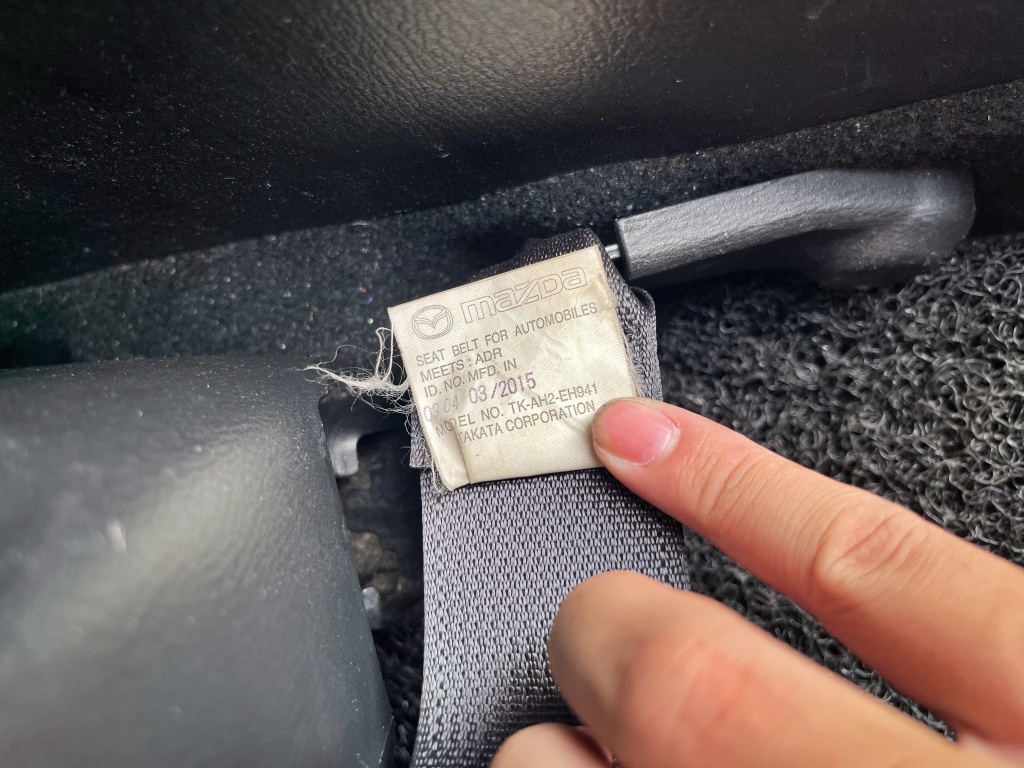 mazda
SEAT BELT FOR AUTOMOBILES
MEETS : ADR
ID. NO. MFD. IN
03/2015
MODEL NO. TK-AH2-EH941
TAKATA CORPORATION